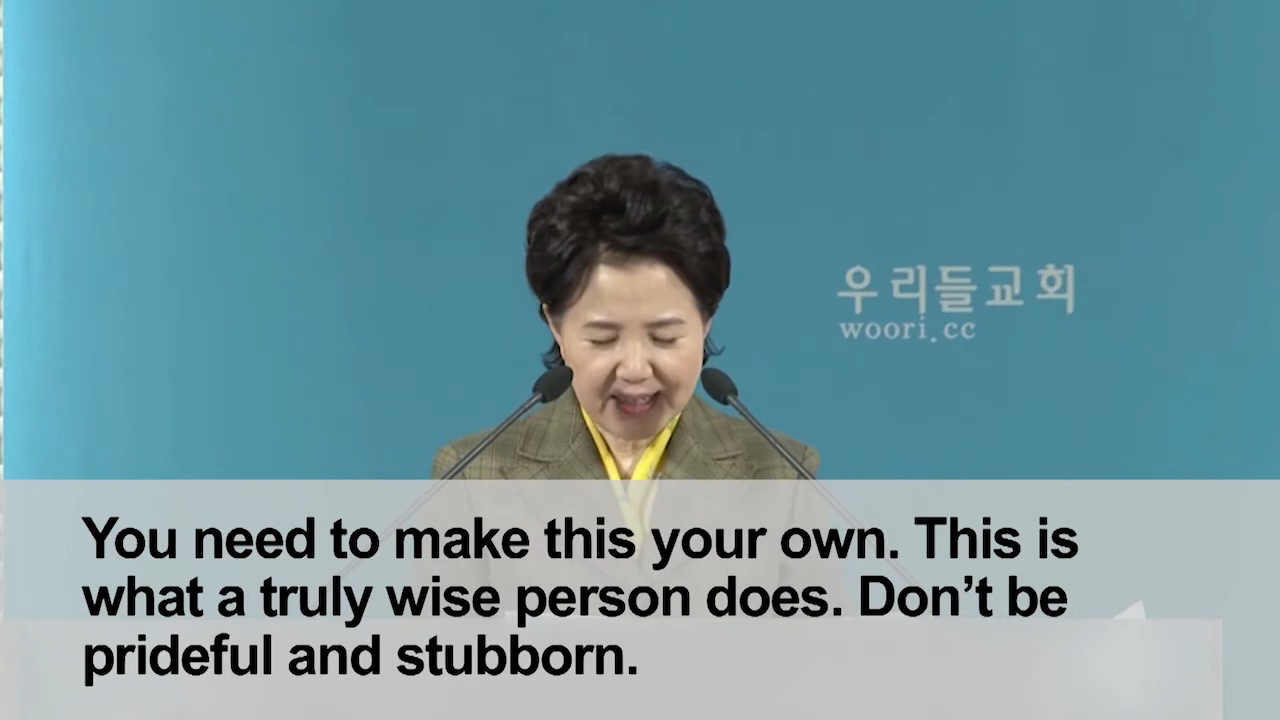 우리들교회
woori.cc
You need to make this your own. This is
what a truly wise person does. Don’t be
prideful and stubborn.